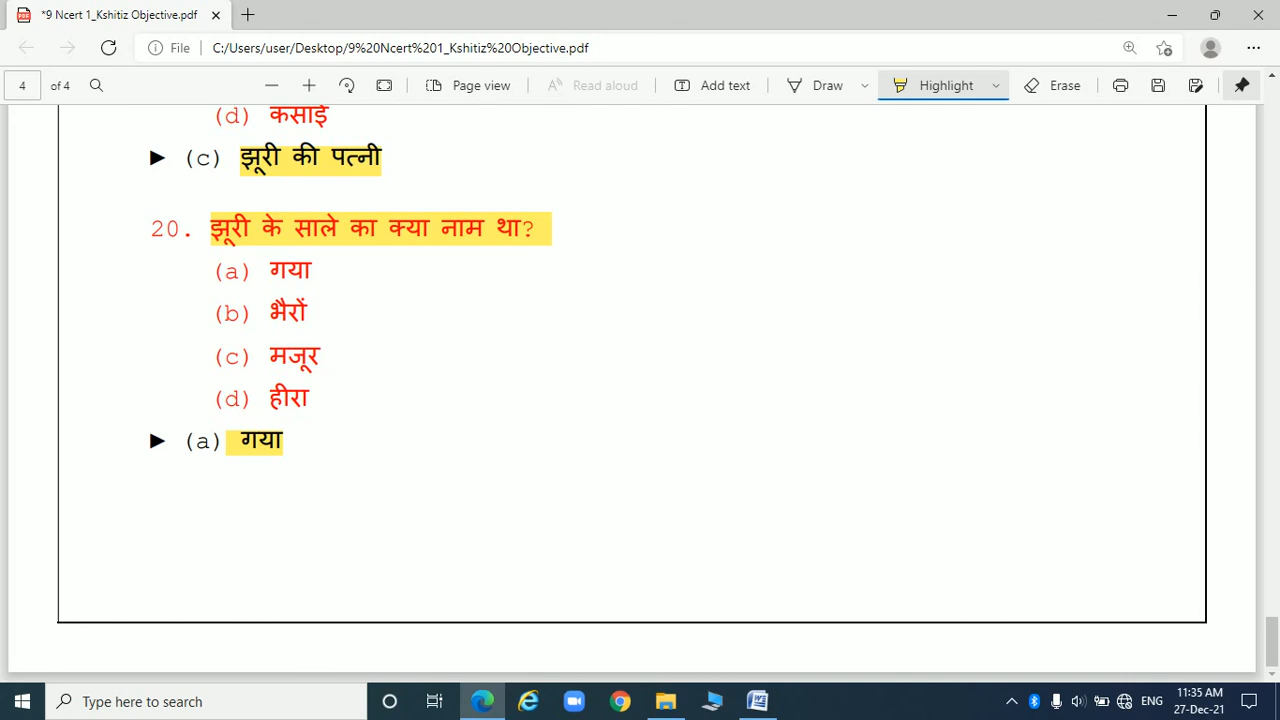 *9 Ncert 1_Kshitiz Objective.pdf
File C:/Users/user/Desktop/9%20Ncert%201_Kshitiz%20Objective.pdf
4 of 4 Page view Read aloud Add text Draw Highlight Erase
(d) कसाई
► (c) झूरी की पत्नी
20. झूरी के साले का क्या नाम था?
(a) गया
(b) भैरों
(c) मजूर
(d) हीरा
► (a) गया
Type here to search ENG 11:35 AM
27-Dec-21